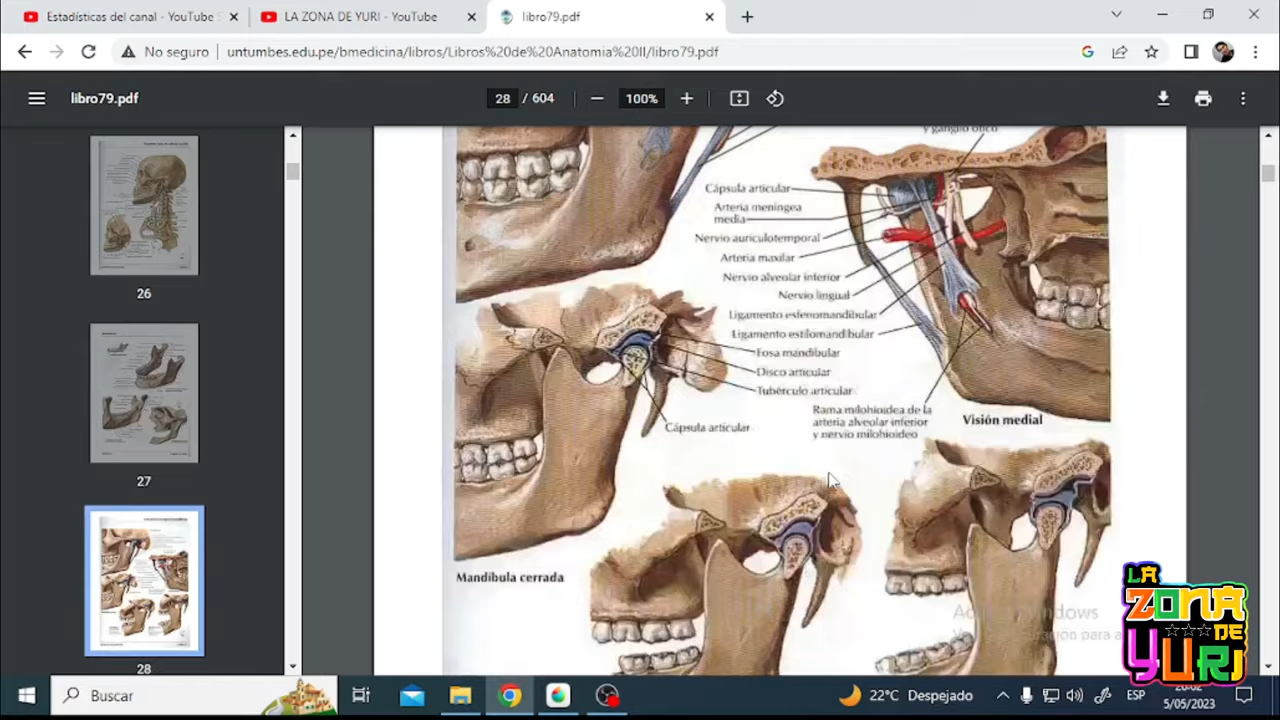 Estadísticas del canal - YouTube S
LA ZONA DE YURI - YouTube
libro79.pdf
No seguro
untumbes.edu.pe/bmedicina/libros/Libros%20de%20Anatomia%20II/libro79.pdf
libro79.pdf
28 / 604
100%
26
27
28
y ganglio ótico
Cápsula articular
Arteria meníngea
media
Nervio auriculotemporal
Arteria maxilar
Nervio alveolar inferior
Nervio lingual
Ligamento esfenomandibular
Ligamento estilomandibular
Fosa mandibular
Disco articular
Tubérculo articular
Cápsula articular
Rama milohioidea de la
arteria alveolar inferior
y nervio milohioideo
Visión medial
Mandíbula cerrada
LA
ZONA
DE
YURI
Buscar
22°C Despejado
ESP
5/05/2023